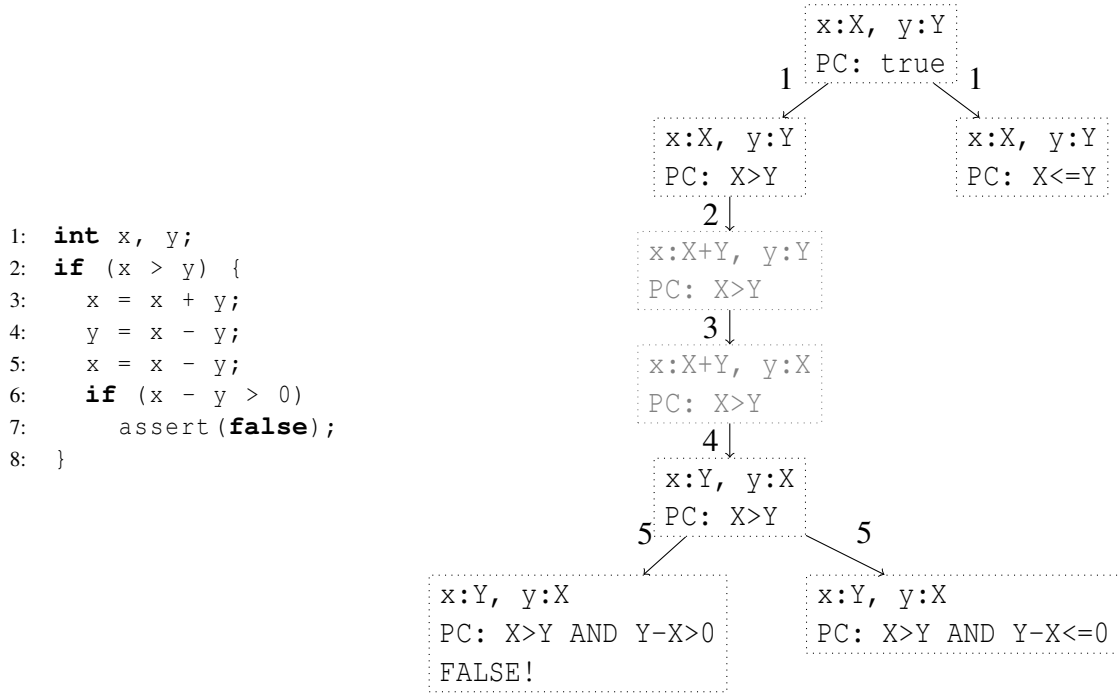 1: int x, y;
2: if (x > y) {
3: x = x + y;
4: y = x - y;
5: x = x - y;
6: if (x - y > 0)
7: assert(false);
8: }
x:X, y:Y
PC: true
1
1
x:X, y:Y
PC: X>Y
x:X, y:Y
PC: X<=Y
2
x:X+Y, y:Y
PC: X>Y
3
x:X+Y, y:X
PC: X>Y
4
x:Y, y:X
PC: X>Y
5
5
x:Y, y:X
PC: X>Y AND Y-X>0
FALSE!
x:Y, y:X
PC: X>Y AND Y-X<=0